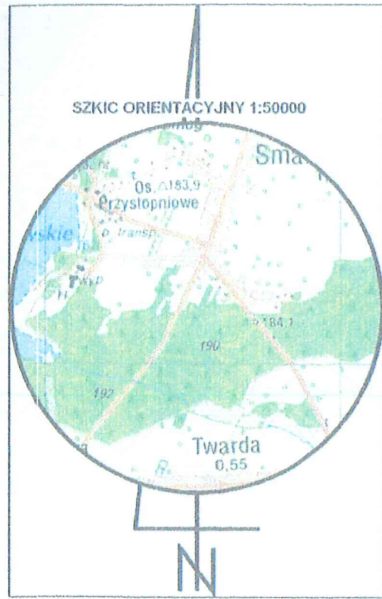 SZKIC ORIENTACYJNY 1:50000
Sma
Os. 183,9
Przystopniowe
b. transp.
wskie
184,1
190
192
Twarda
0,55
N